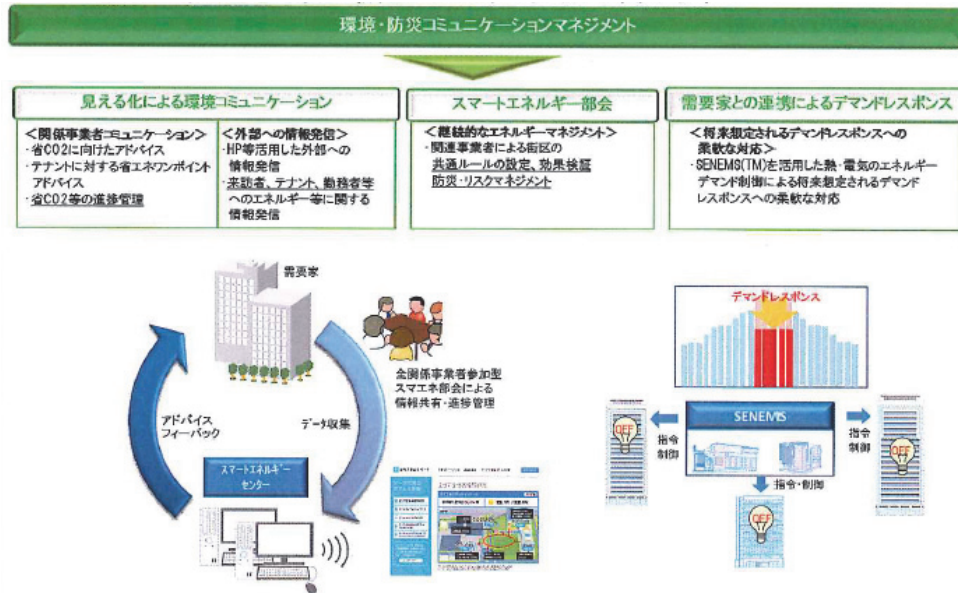 環境・防災コミュニケーションマネジメント
見える化による環境コミュニケーション
＜関係事業者コミュニケーション＞
・省CO2に向けたアドバイス
・テナントに対する省エネワンポイント
アドバイス
・省CO2等の進捗管理
＜外部への情報発信＞
・HP等活用した外部への
情報発信
・来訪者、テナント、勤務者等
へのエネルギー等に関する
情報発信
スマートエネルギー部会
＜継続的なエネルギーマネジメント＞
・関連事業者による街区の
共通ルールの設定、効果検証
防災・リスクマネジメント
需要家との連携によるデマンドレスポンス
＜将来想定されるデマンドレスポンスへの
柔軟な対応＞
・SENEMS(TM)を活用した熱・電気のエネルギー
デマンド制御による将来想定されるデマンド
レスポンスへの柔軟な対応
需要家
全関係事業者参加型
スマエネ部会による
情報共有・進捗管理
アドバイス
フィーバック
データ収集
スマートエネルギー
センター
デマンドレスポンス
SENEMS
指令
制御
指令
制御
指令・制御
OFF
OFF
OFF